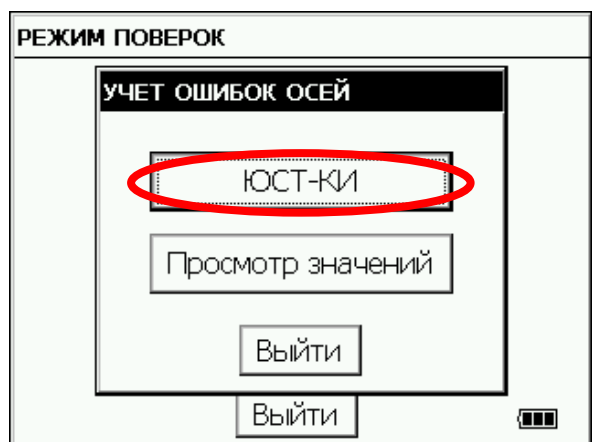 РЕЖИМ ПОВЕРОК
УЧЕТ ОШИБОК ОСЕЙ
ЮСТ-КИ
Просмотр значений
Выйти
Выйти